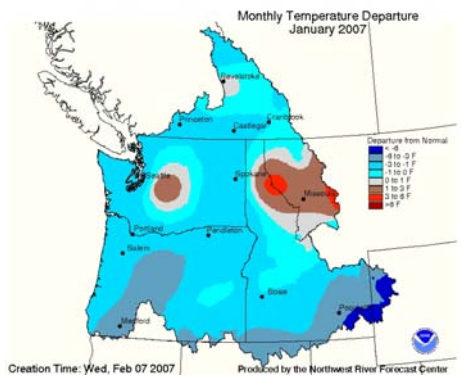 Monthly Temperature Departure
January 2007
Revelstoke
Princeton
Castlegar
Cranbrook
Departure from Normal
< -6
-6 to -3 F
-3 to -1 F
-1 to 0 F
0 to 1 F
1 to 3 F
3 to 6 F
>6 F
Seattle
Spokane
Missoula
Portland
Pendleton
Salem
Boise
Medford
Creation Time: Wed, Feb 07 2007
Produced by the Northwest River Forecast Center